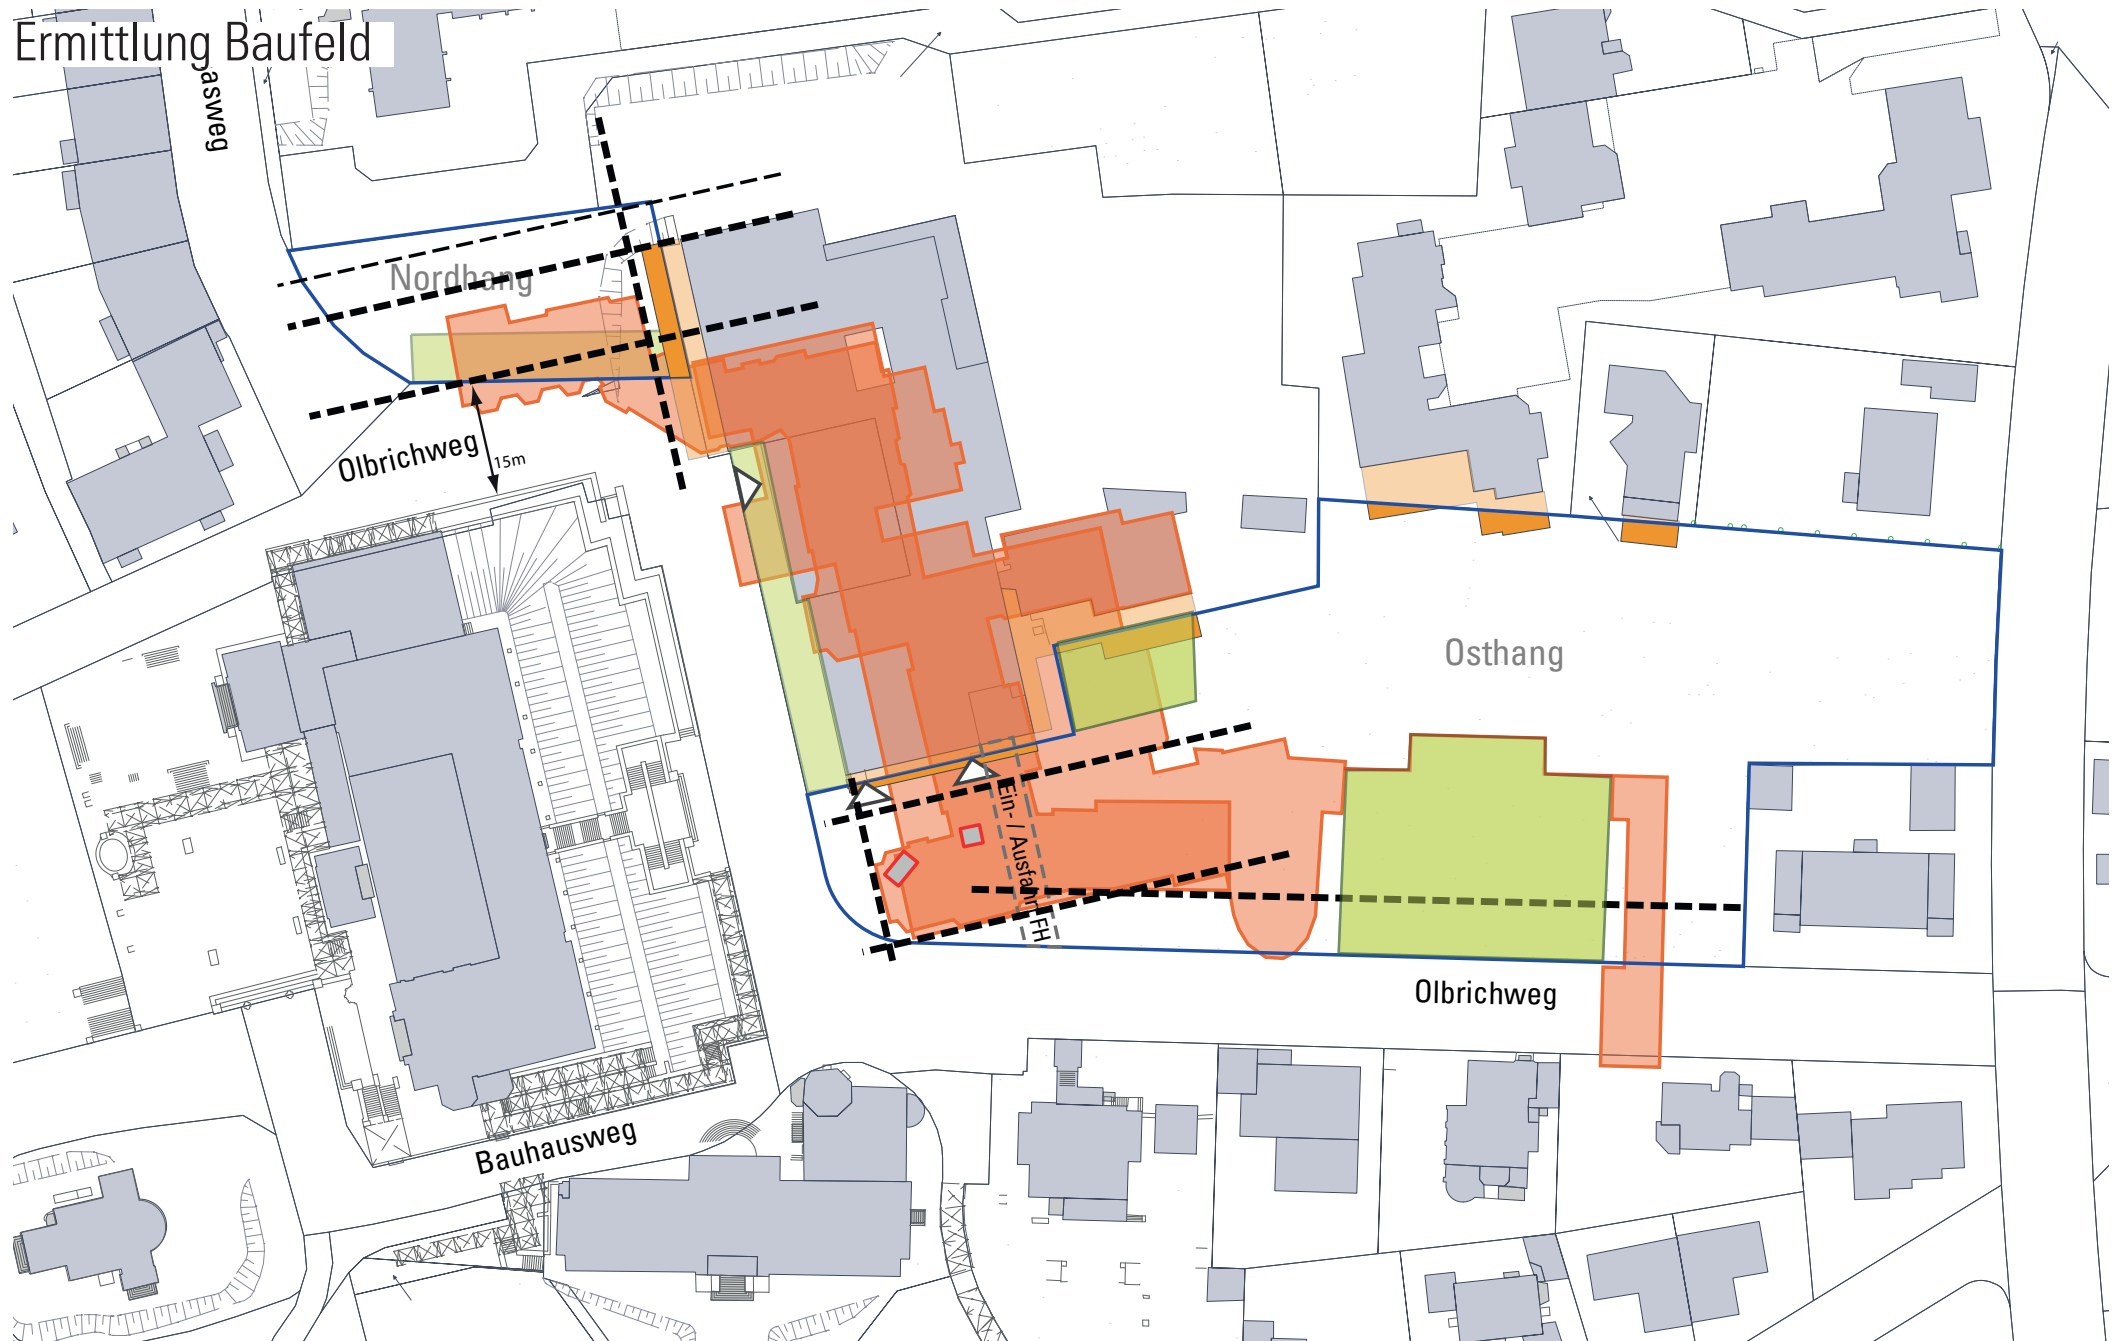 Ermittlung Baufeld
asweg
Nordhang
Olbrichweg
15m
Osthang
Ein- / Ausfahrt FH
Olbrichweg
Bauhausweg